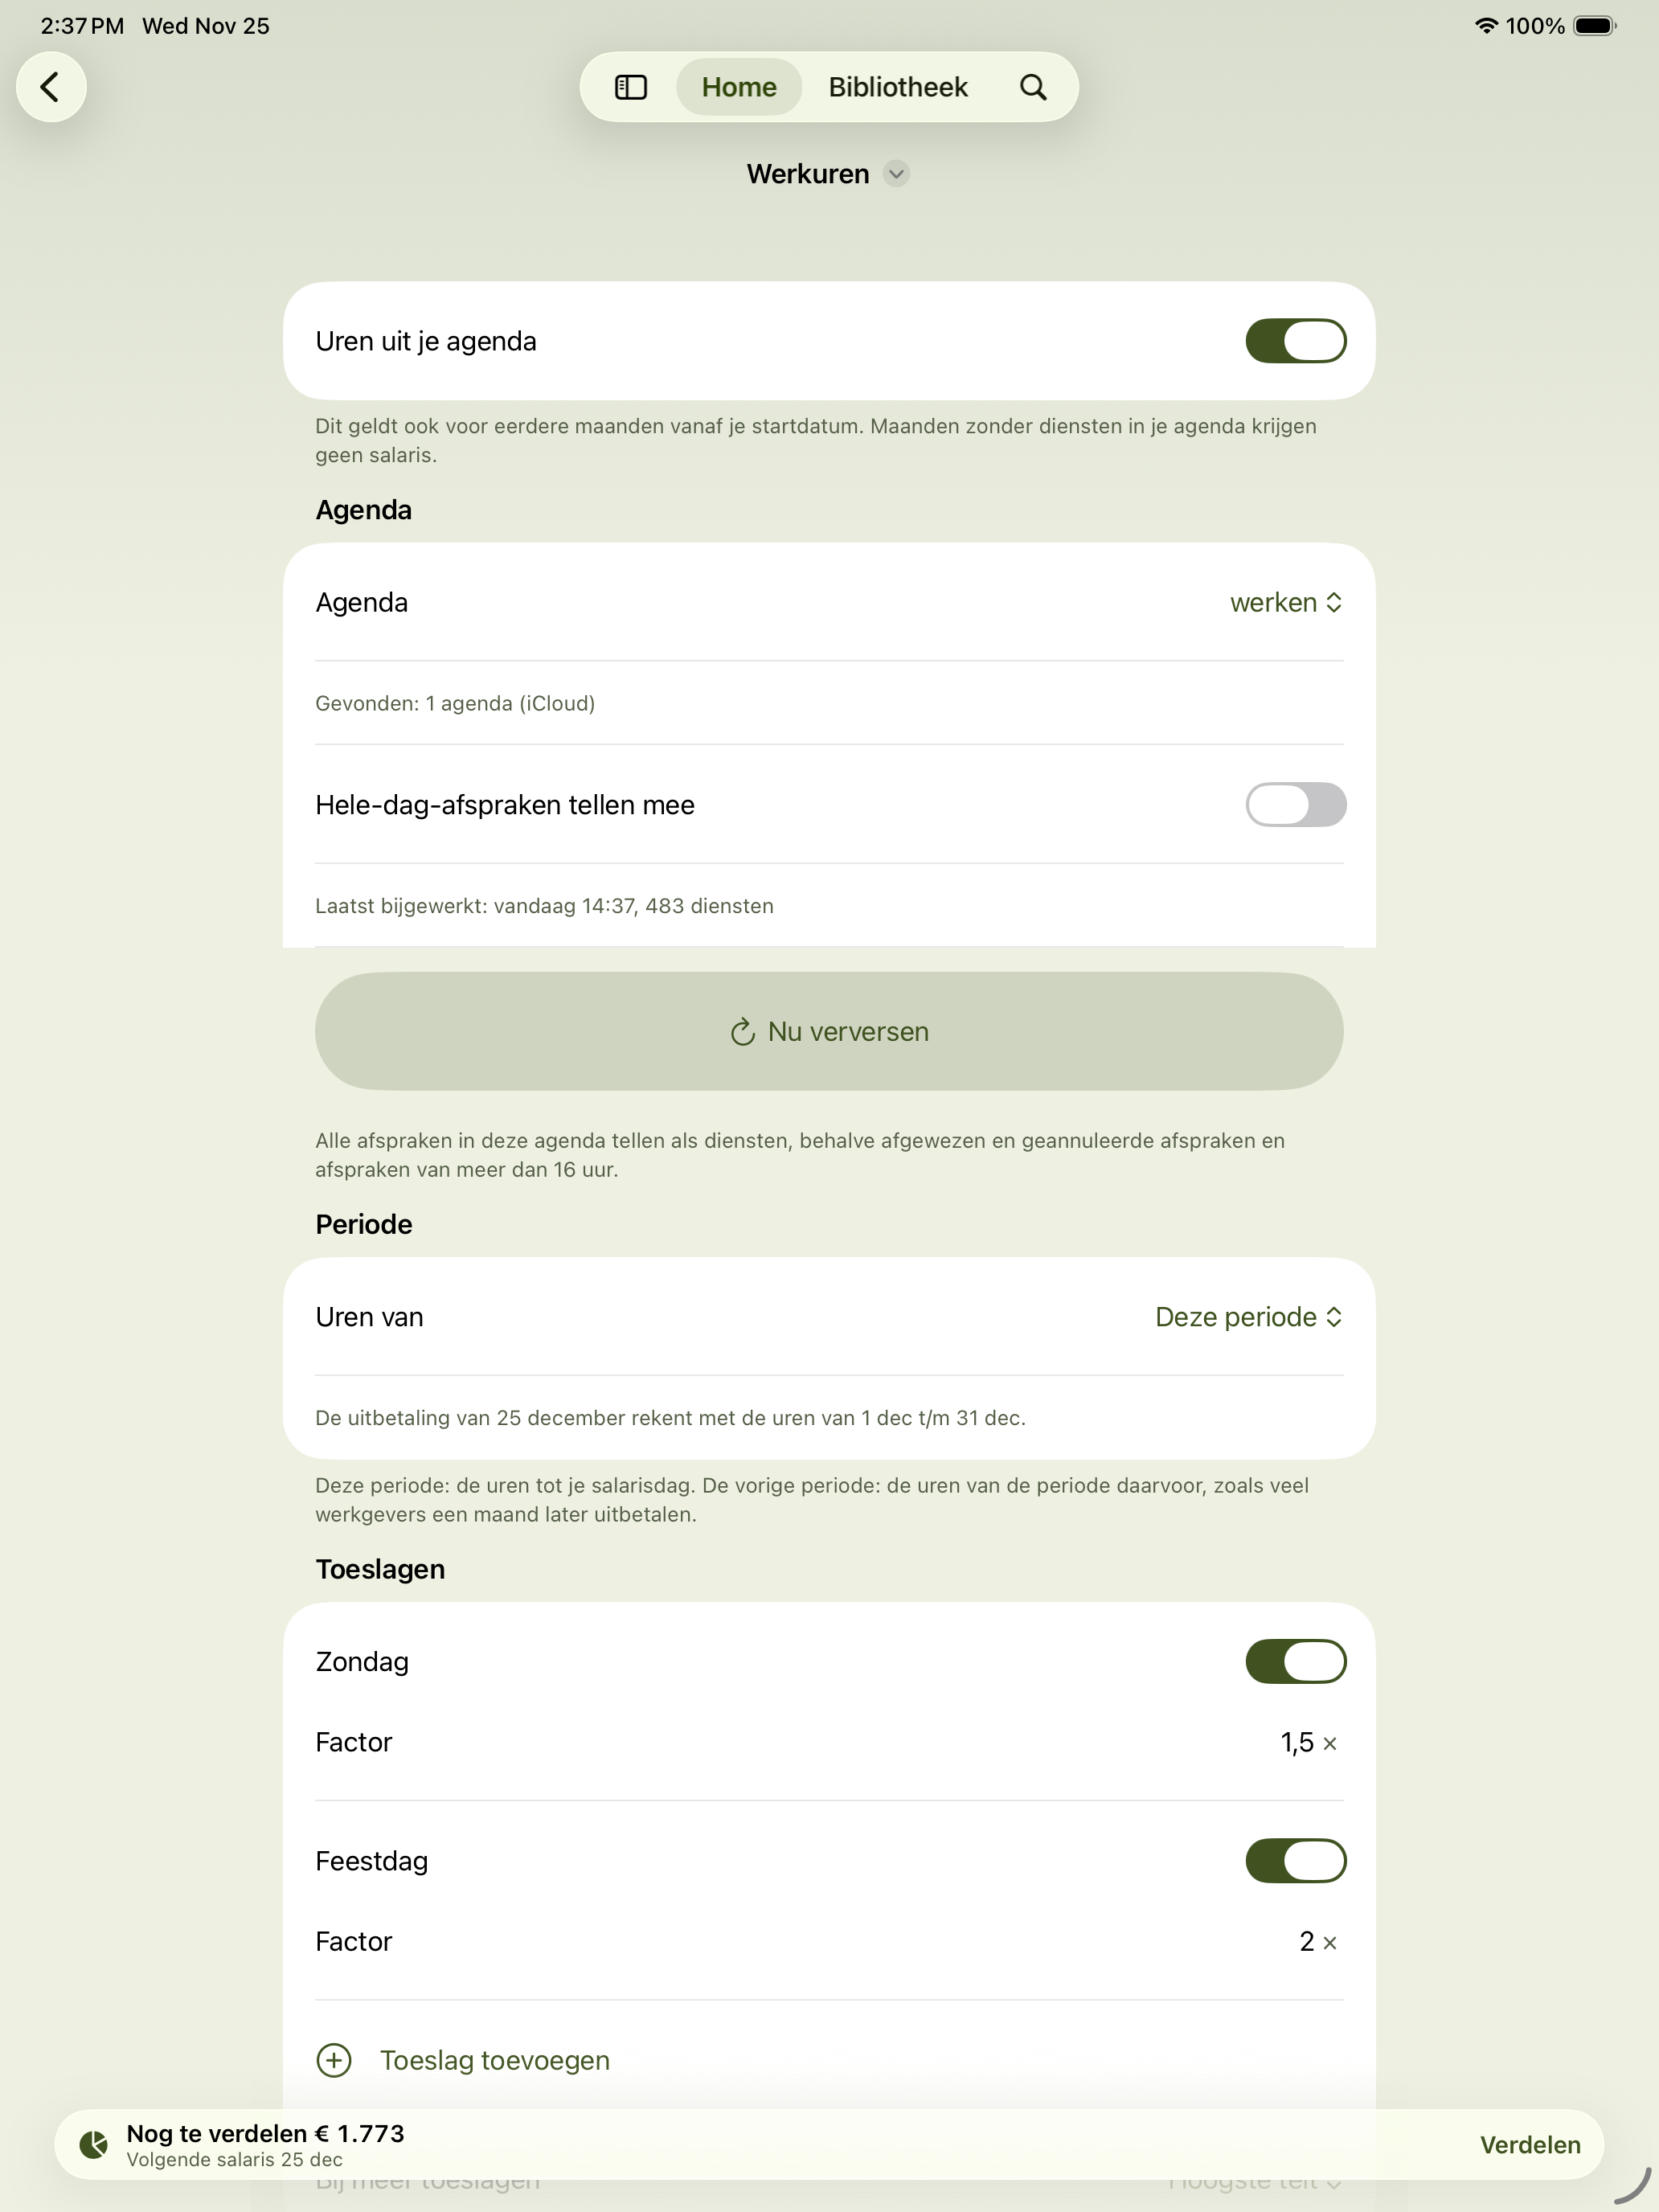 2:37 PM Wed Nov 25
100%
Home
Bibliotheek
Werkuren
Uren uit je agenda
Dit geldt ook voor eerdere maanden vanaf je startdatum. Maanden zonder diensten in je agenda krijgen
geen salaris.
Agenda
Agenda
werken
Gevonden: 1 agenda (iCloud)
Hele-dag-afspraken tellen mee
Laatst bijgewerkt: vandaag 14:37, 483 diensten
Nu verversen
Alle afspraken in deze agenda tellen als diensten, behalve afgewezen en geannuleerde afspraken en
afspraken van meer dan 16 uur.
Periode
Uren van
Deze periode
De uitbetaling van 25 december rekent met de uren van 1 dec t/m 31 dec.
Deze periode: de uren tot je salarisdag. De vorige periode: de uren van de periode daarvoor, zoals veel
werkgevers een maand later uitbetalen.
Toeslagen
Zondag
Factor
1,5 ×
Feestdag
Factor
2 ×
Toeslag toevoegen
Nog te verdelen € 1.773
Volgende salaris 25 dec
Verdelen
Bij meer toeslagen
Hoogste telt